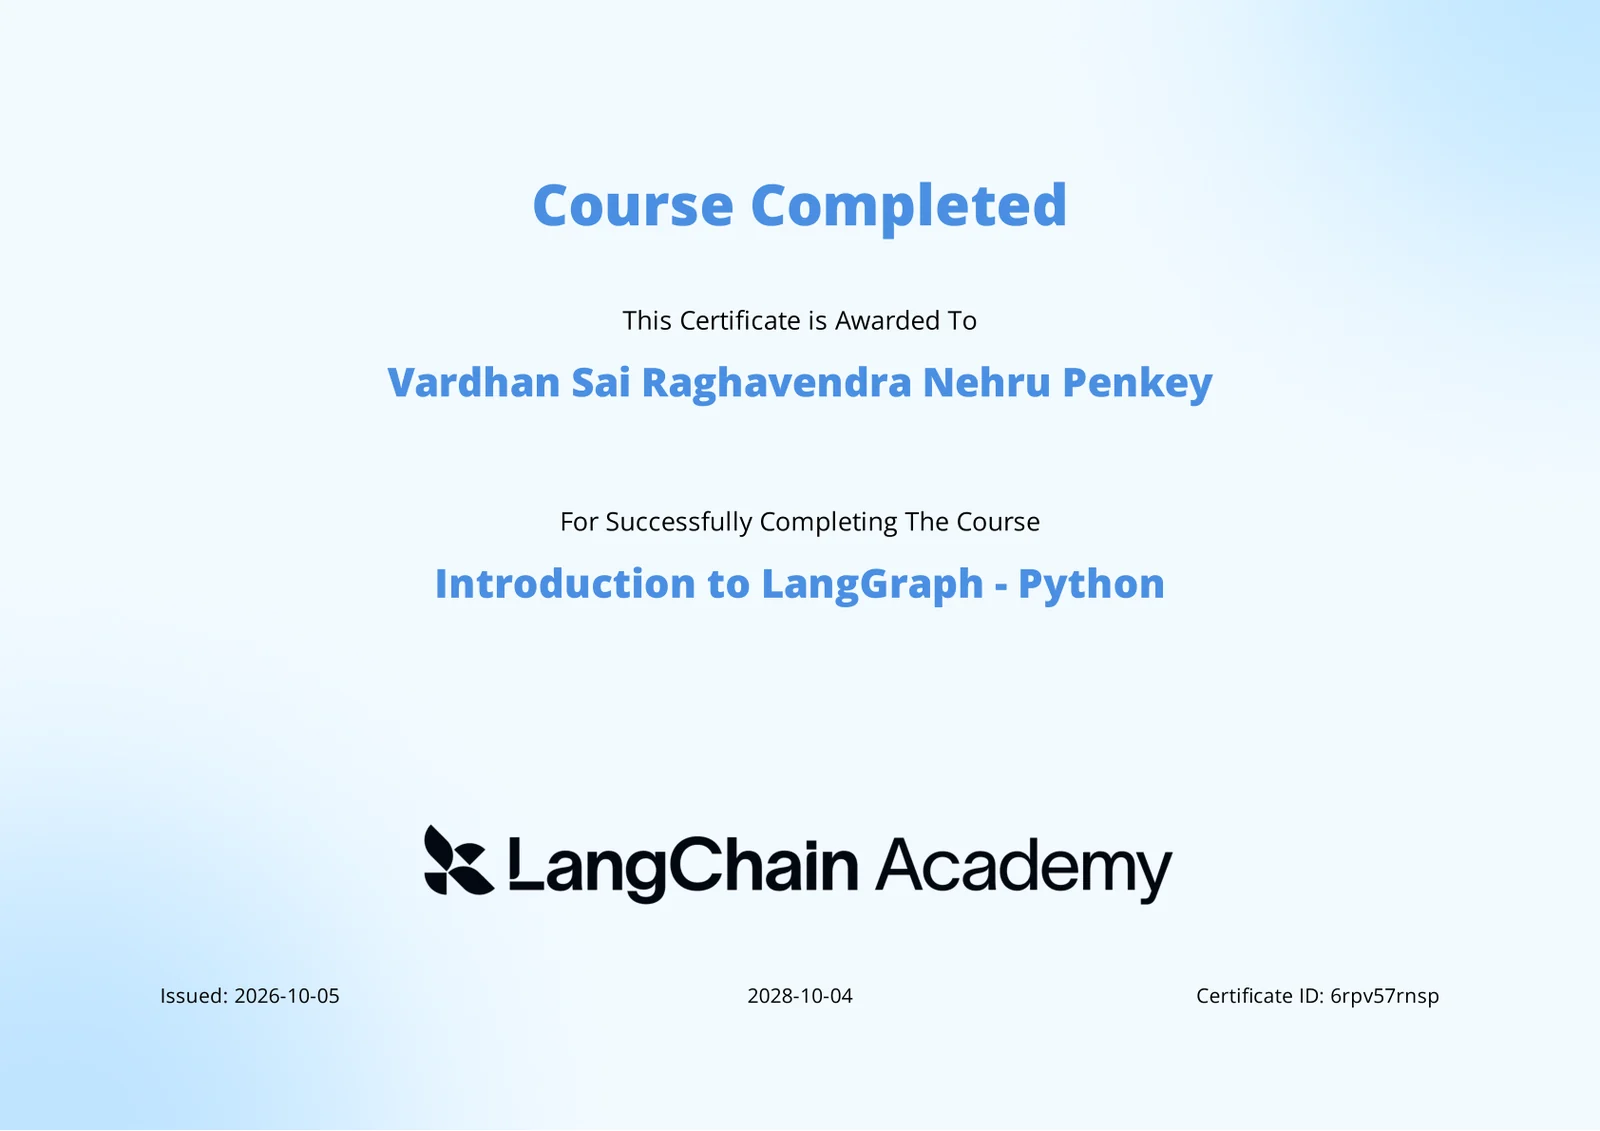 Course Completed
This Certificate is Awarded To
Vardhan Sai Raghavendra Nehru Penkey
For Successfully Completing The Course
Introduction to LangGraph - Python
LangChain Academy
Issued: 2026-10-05
2028-10-04
Certificate ID: 6rpv57rnsp